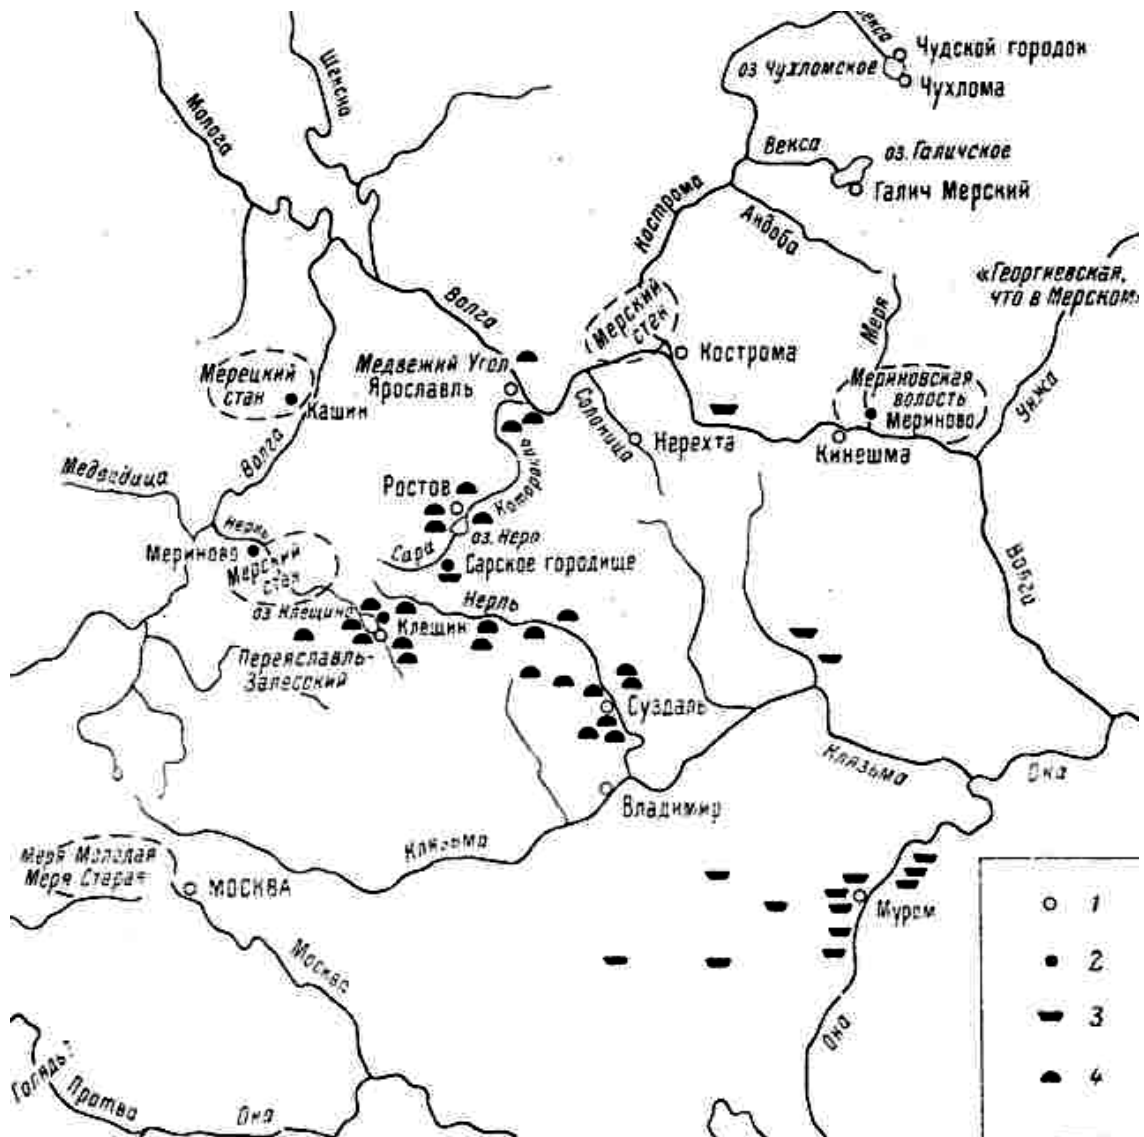 Векса
Чудской городок
оз Чухломское
Чухлома
Шексна
Молога
Векса
оз. Галичское
Галич Мерский
Кострома
Андоба
«Георгиевская,
что в Мерском»
Волга
Мерский
стан
Меря
Медвежий Угол
Ярославль
Кострома
Мерецкий
стан
Кашин
Мериновская
волость
Мериново
Унжа
Солоница
Нерехта
Кинешма
Волга
Медведица
Ростов
Которосль
Нерль
оз. Неро
Мериново
Мерский
стан
Сара
Сарское городище
Волга
Нерль
оз Клещино
Клещин
Переяславль-
Залесский
Суздаль
Клязьма
Ока
Владимир
Клязьма
Меря Молодая
Меря Старая
МОСКВА
Муром
1
Москва
2
3
Ока
Голядь?
4
Протва
Ока